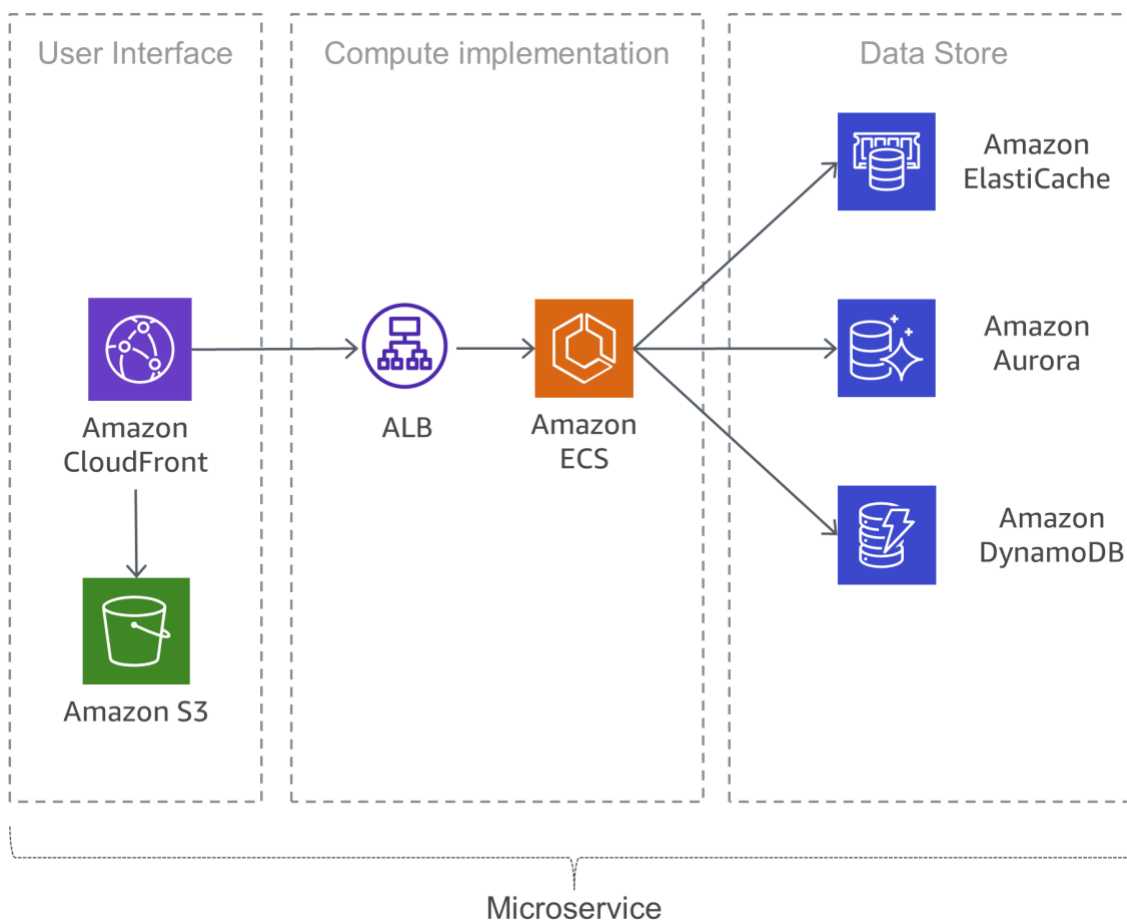 User Interface
Compute implementation
Data Store
Amazon
ElastiCache
Amazon
CloudFront
ALB
Amazon
ECS
Amazon
Aurora
Amazon
DynamoDB
Amazon S3
Microservice